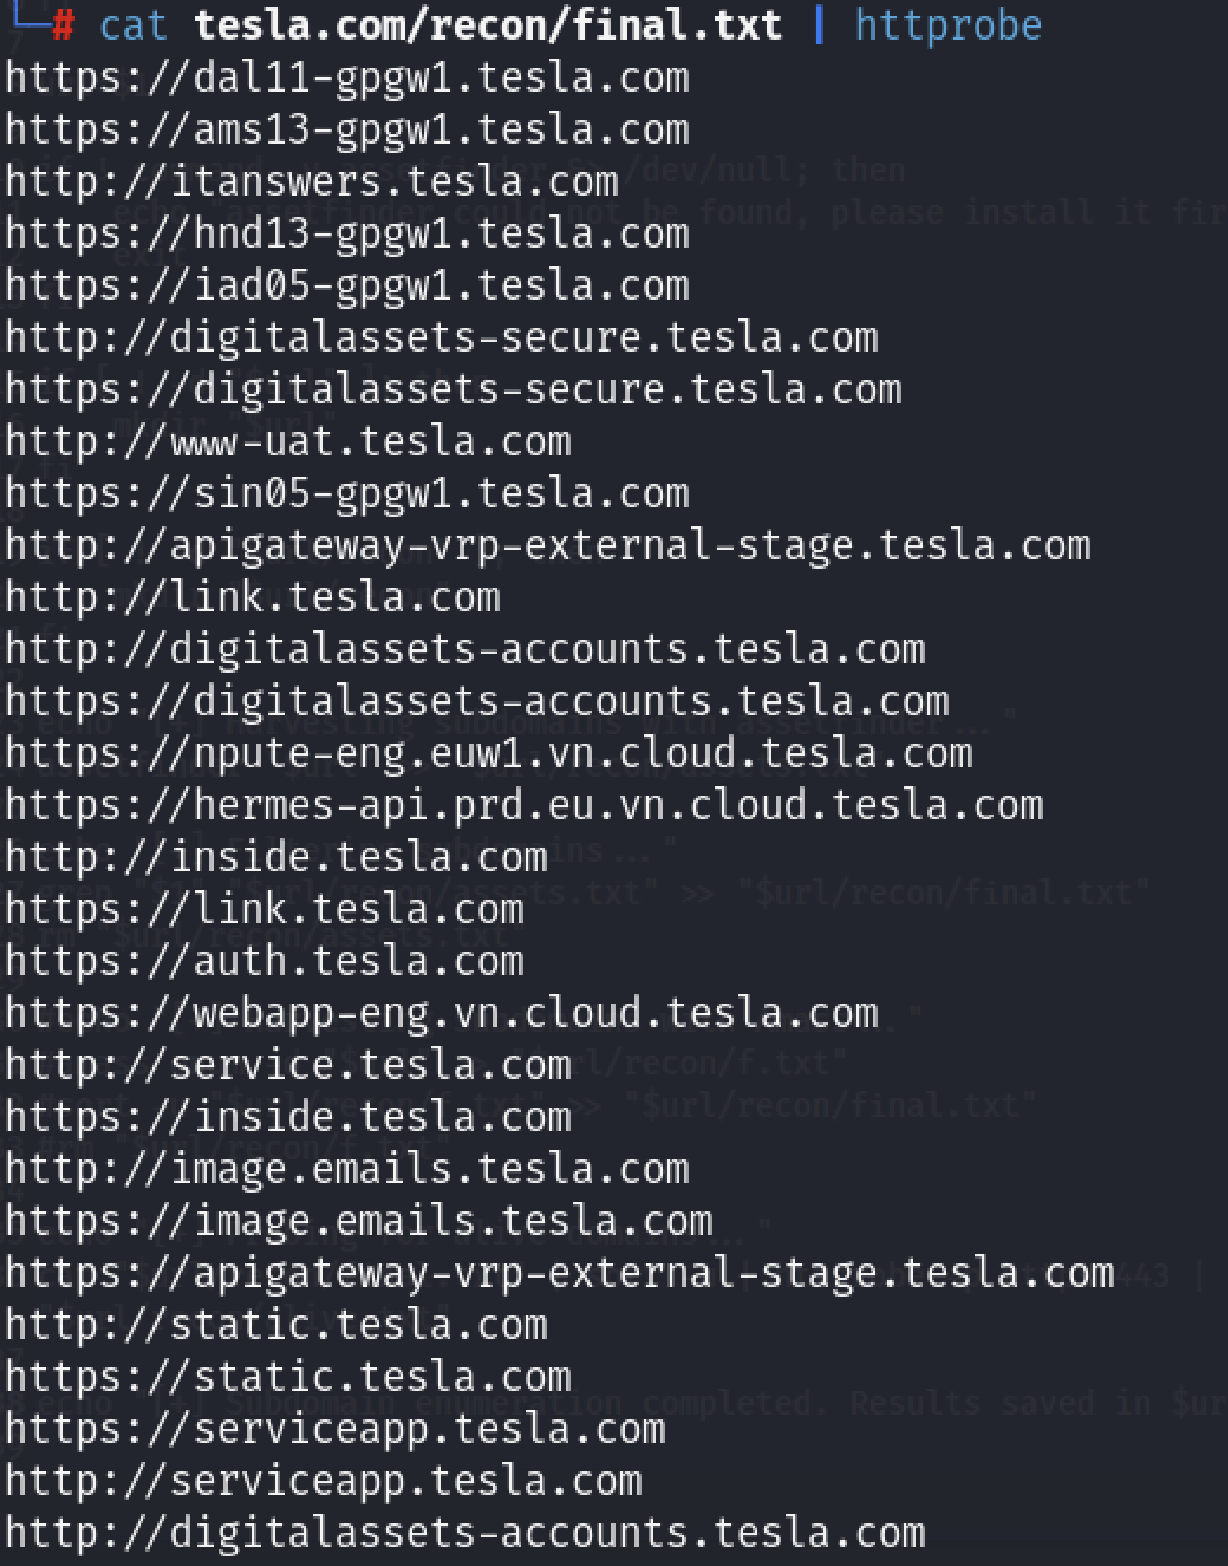 # cat tesla.com/recon/final.txt | httprobe
https://dal11-gpgw1.tesla.com
https://ams13-gpgw1.tesla.com
http://itanswers.tesla.com
https://hnd13-gpgw1.tesla.com
https://iad05-gpgw1.tesla.com
http://digitalassets-secure.tesla.com
https://digitalassets-secure.tesla.com
http://www-uat.tesla.com
https://sin05-gpgw1.tesla.com
http://apigateway-vrp-external-stage.tesla.com
http://link.tesla.com
http://digitalassets-accounts.tesla.com
https://digitalassets-accounts.tesla.com
https://npute-eng.euw1.vn.cloud.tesla.com
https://hermes-api.prd.eu.vn.cloud.tesla.com
http://inside.tesla.com
https://link.tesla.com
https://auth.tesla.com
https://webapp-eng.vn.cloud.tesla.com
http://service.tesla.com
https://inside.tesla.com
http://image.emails.tesla.com
https://image.emails.tesla.com
https://apigateway-vrp-external-stage.tesla.com
http://static.tesla.com
https://static.tesla.com
https://serviceapp.tesla.com
http://serviceapp.tesla.com
http://digitalassets-accounts.tesla.com